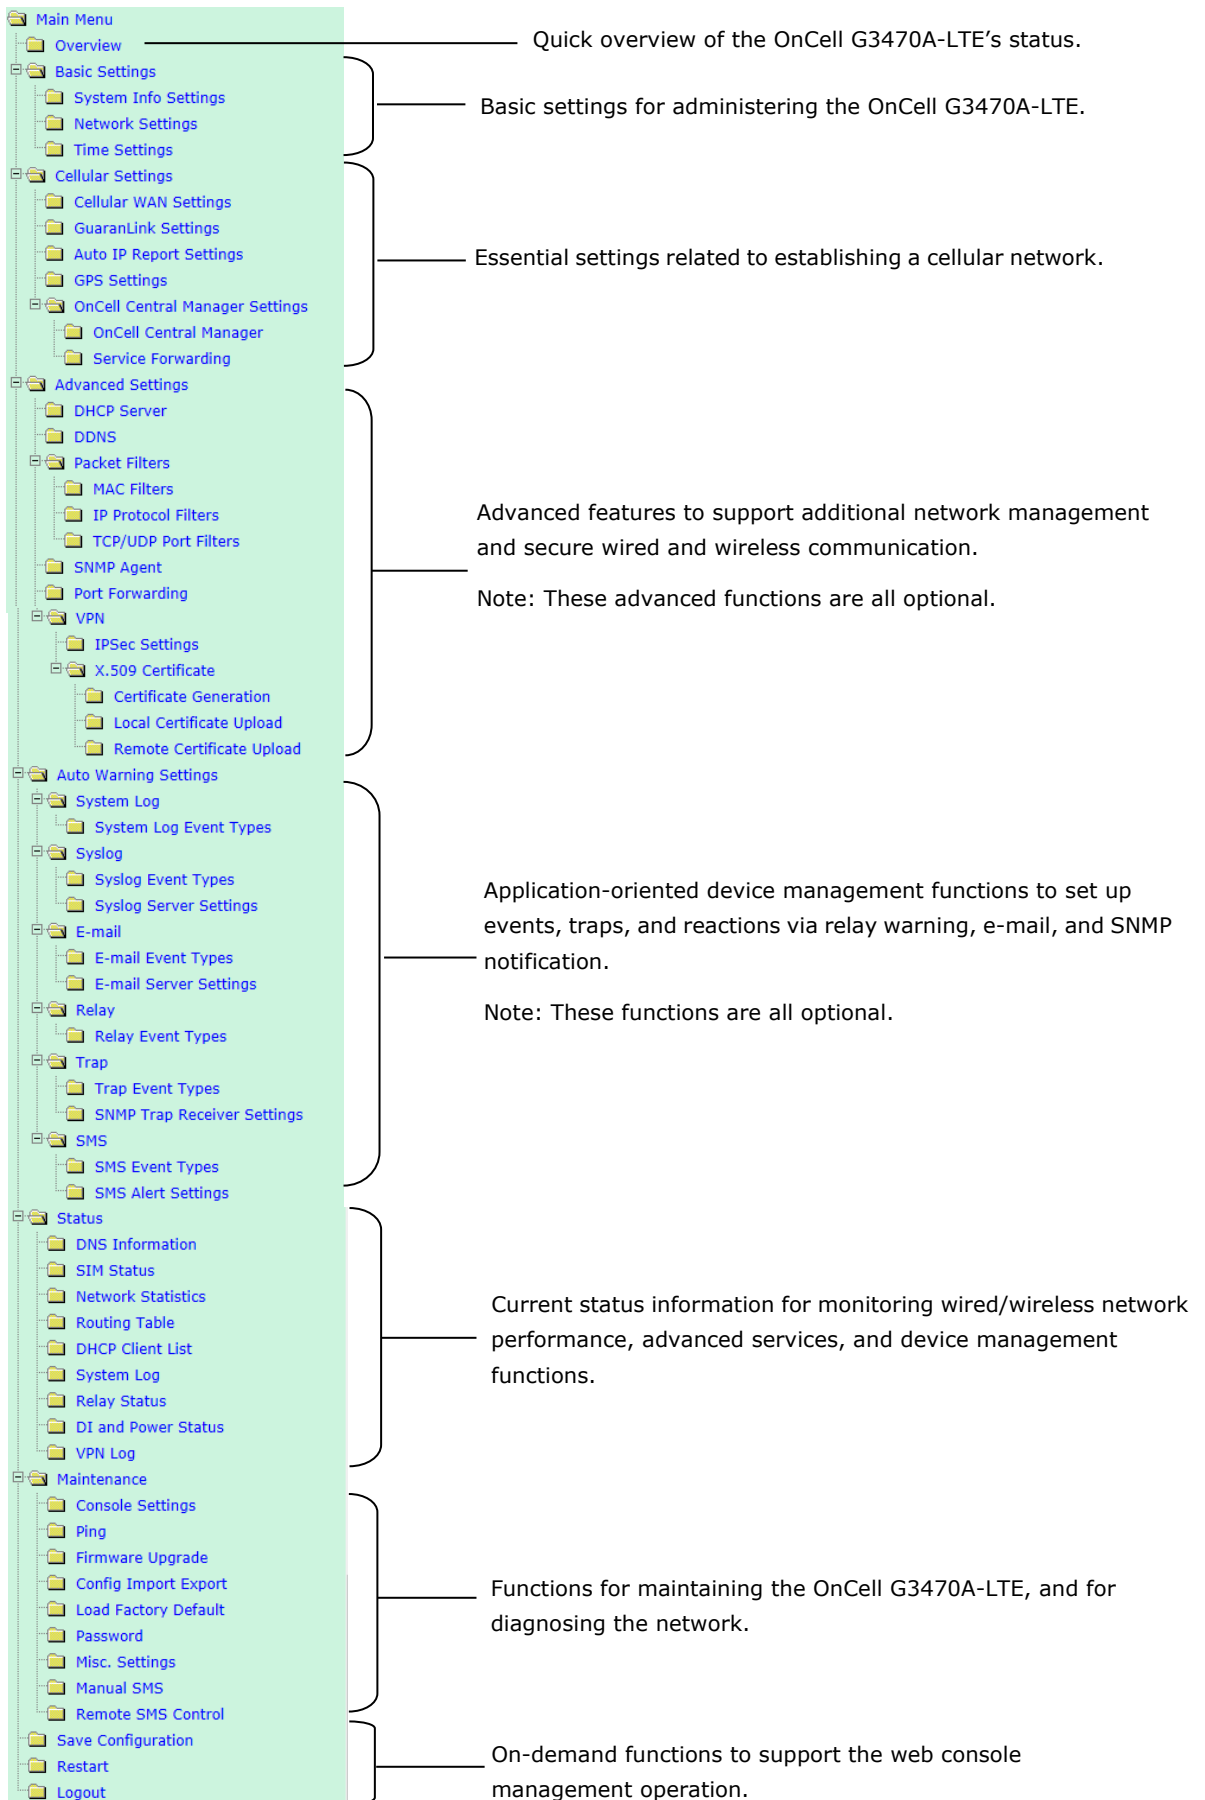 Main Menu
Overview
Quick overview of the OnCell G3470A-LTE's status.
Basic Settings
System Info Settings
Network Settings
Time Settings
Basic settings for administering the OnCell G3470A-LTE.
Cellular Settings
Cellular WAN Settings
GuaranLink Settings
Auto IP Report Settings
GPS Settings
OnCell Central Manager Settings
OnCell Central Manager
Service Forwarding
Essential settings related to establishing a cellular network.
Advanced Settings
DHCP Server
DDNS
Packet Filters
MAC Filters
IP Protocol Filters
TCP/UDP Port Filters
SNMP Agent
Port Forwarding
VPN
IPSec Settings
X.509 Certificate
Certificate Generation
Local Certificate Upload
Remote Certificate Upload
Advanced features to support additional network management
and secure wired and wireless communication.
Note: These advanced functions are all optional.
Auto Warning Settings
System Log
System Log Event Types
Syslog
Syslog Event Types
Syslog Server Settings
E-mail
E-mail Event Types
E-mail Server Settings
Relay
Relay Event Types
Trap
Trap Event Types
SNMP Trap Receiver Settings
SMS
SMS Event Types
SMS Alert Settings
Application-oriented device management functions to set up
events, traps, and reactions via relay warning, e-mail, and SNMP
notification.
Note: These functions are all optional.
Status
DNS Information
SIM Status
Network Statistics
Routing Table
DHCP Client List
System Log
Relay Status
DI and Power Status
VPN Log
Current status information for monitoring wired/wireless network
performance, advanced services, and device management
functions.
Maintenance
Console Settings
Ping
Firmware Upgrade
Config Import Export
Load Factory Default
Password
Misc. Settings
Manual SMS
Remote SMS Control
Functions for maintaining the OnCell G3470A-LTE, and for
diagnosing the network.
Save Configuration
Restart
Logout
On-demand functions to support the web console
management operation.